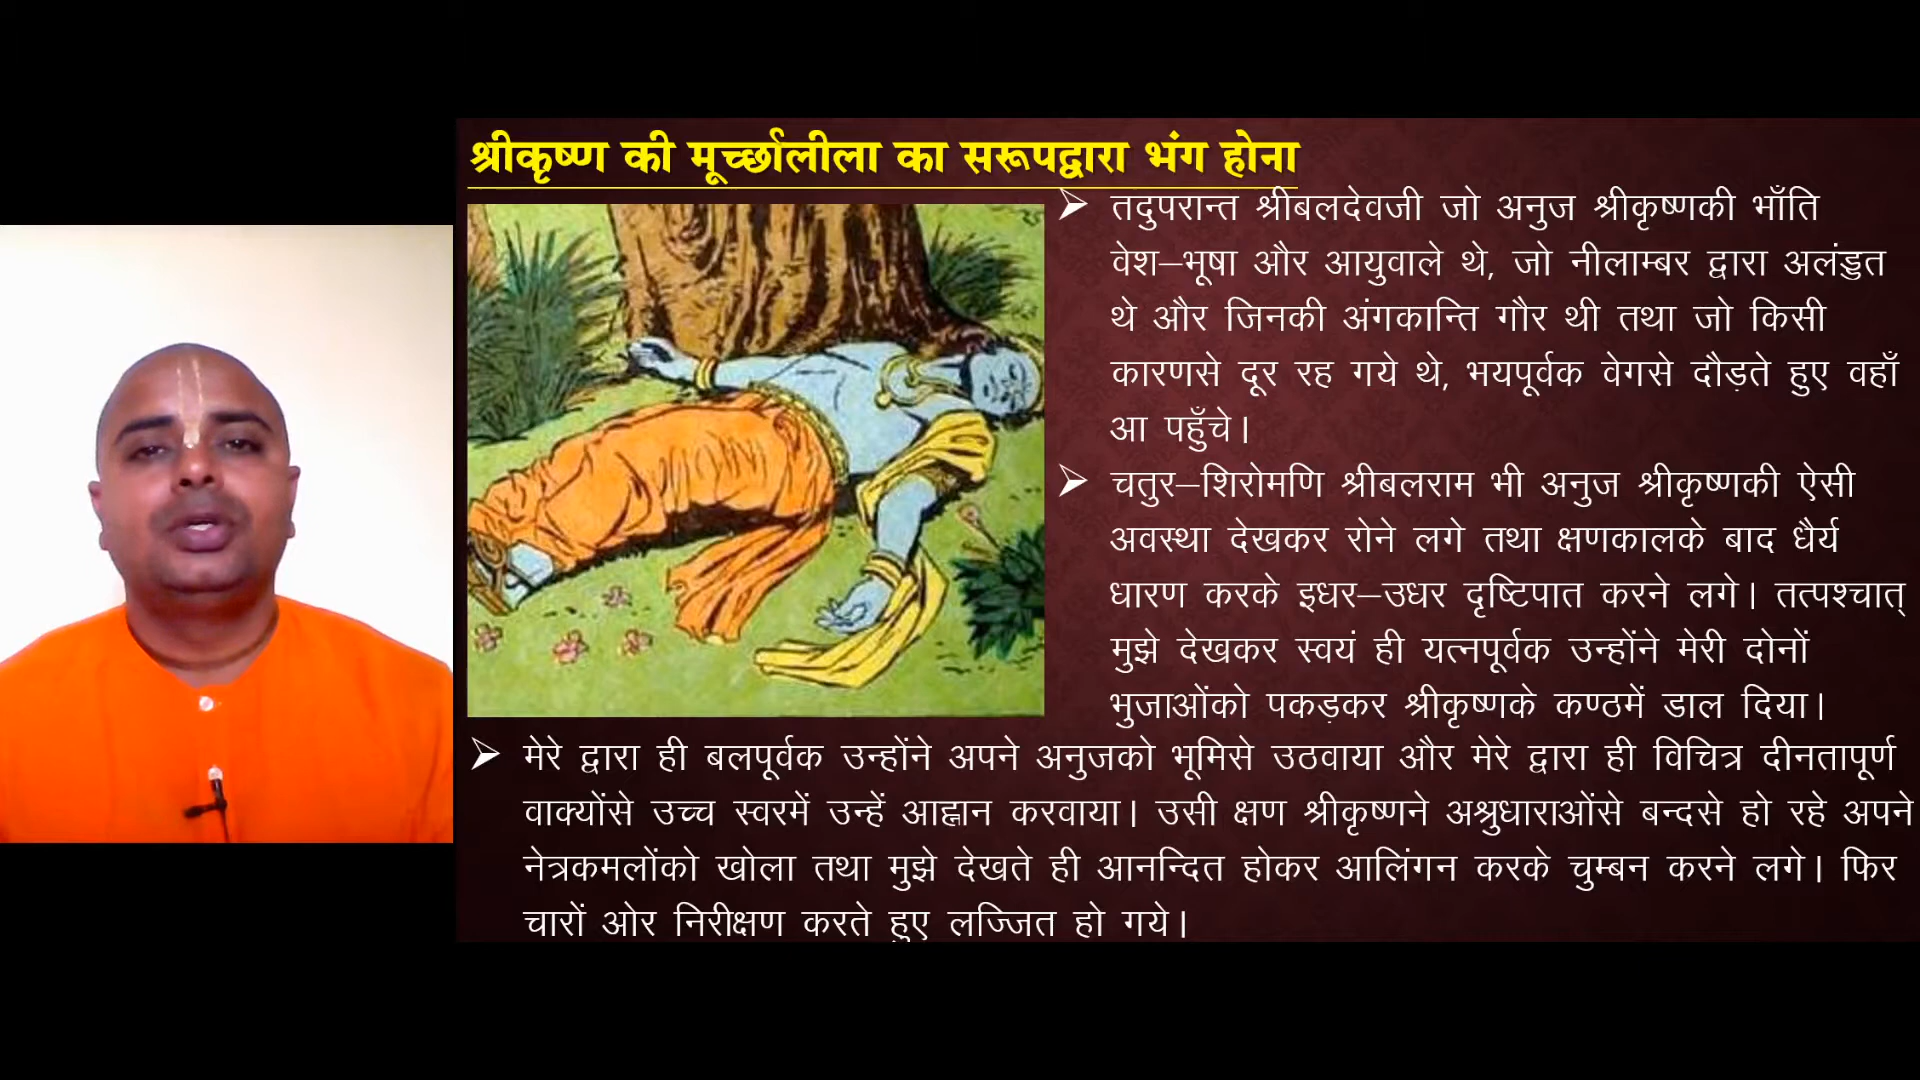 श्रीकृष्ण की मूर्च्छालीला का सरूपद्वारा भंग होना
➢ तदुपरान्त श्रीबलदेवजी जो अनुज श्रीकृष्णकी भाँति
वेश–भूषा और आयुवाले थे, जो नीलाम्बर द्वारा अलंड्डत
थे और जिनकी अंगकान्ति गौर थी तथा जो किसी
कारणसे दूर रह गये थे, भयपूर्वक वेगसे दौड़ते हुए वहाँ
आ पहुँचे।
➢ चतुर–शिरोमणि श्रीबलराम भी अनुज श्रीकृष्णकी ऐसी
अवस्था देखकर रोने लगे तथा क्षणकालके बाद धैर्य
धारण करके इधर–उधर दृष्टिपात करने लगे। तत्पश्चात्
मुझे देखकर स्वयं ही यत्नपूर्वक उन्होंने मेरी दोनों
भुजाओंको पकड़कर श्रीकृष्णके कण्ठमें डाल दिया।
➢ मेरे द्वारा ही बलपूर्वक उन्होंने अपने अनुजको भूमिसे उठवाया और मेरे द्वारा ही विचित्र दीनतापूर्ण
वाक्योंसे उच्च स्वरमें उन्हें आह्वान करवाया। उसी क्षण श्रीकृष्णने अश्रुधाराओंसे बन्दसे हो रहे अपने
नेत्रकमलोंको खोला तथा मुझे देखते ही आनन्दित होकर आलिंगन करके चुम्बन करने लगे। फिर
चारों ओर निरीक्षण करते हुए लज्जित हो गये।